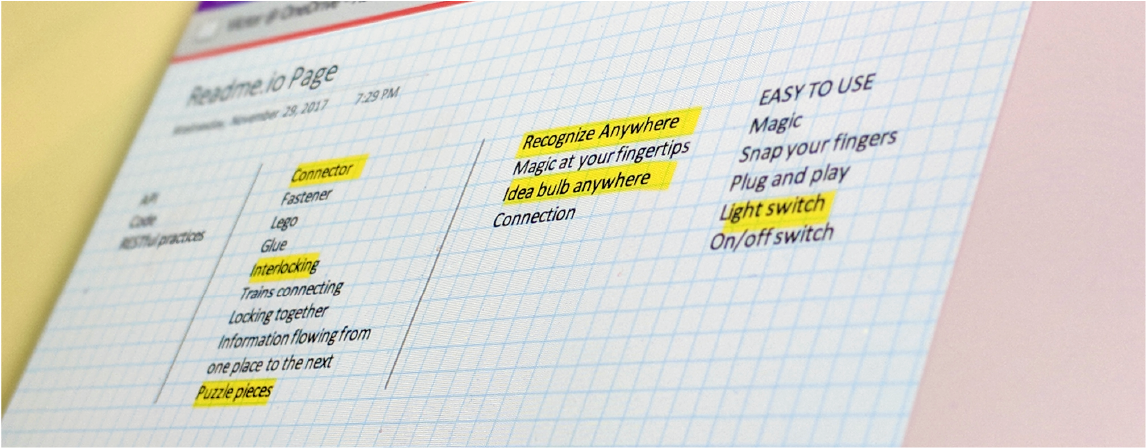 Noter @ OneDrive
Readme.io Page
Wednesday, November 29, 2017 7:29 PM
API
Code
RESTful practices
Connector
Fastener
Lego
Glue
Interlocking
Trains connecting
Locking together
Information flowing from
one place to the next
Puzzle pieces
Recognize Anywhere
Magic at your fingertips
Idea bulb anywhere
Connection
EASY TO USE
Magic
Snap your fingers
Plug and play
Light switch
On/off switch